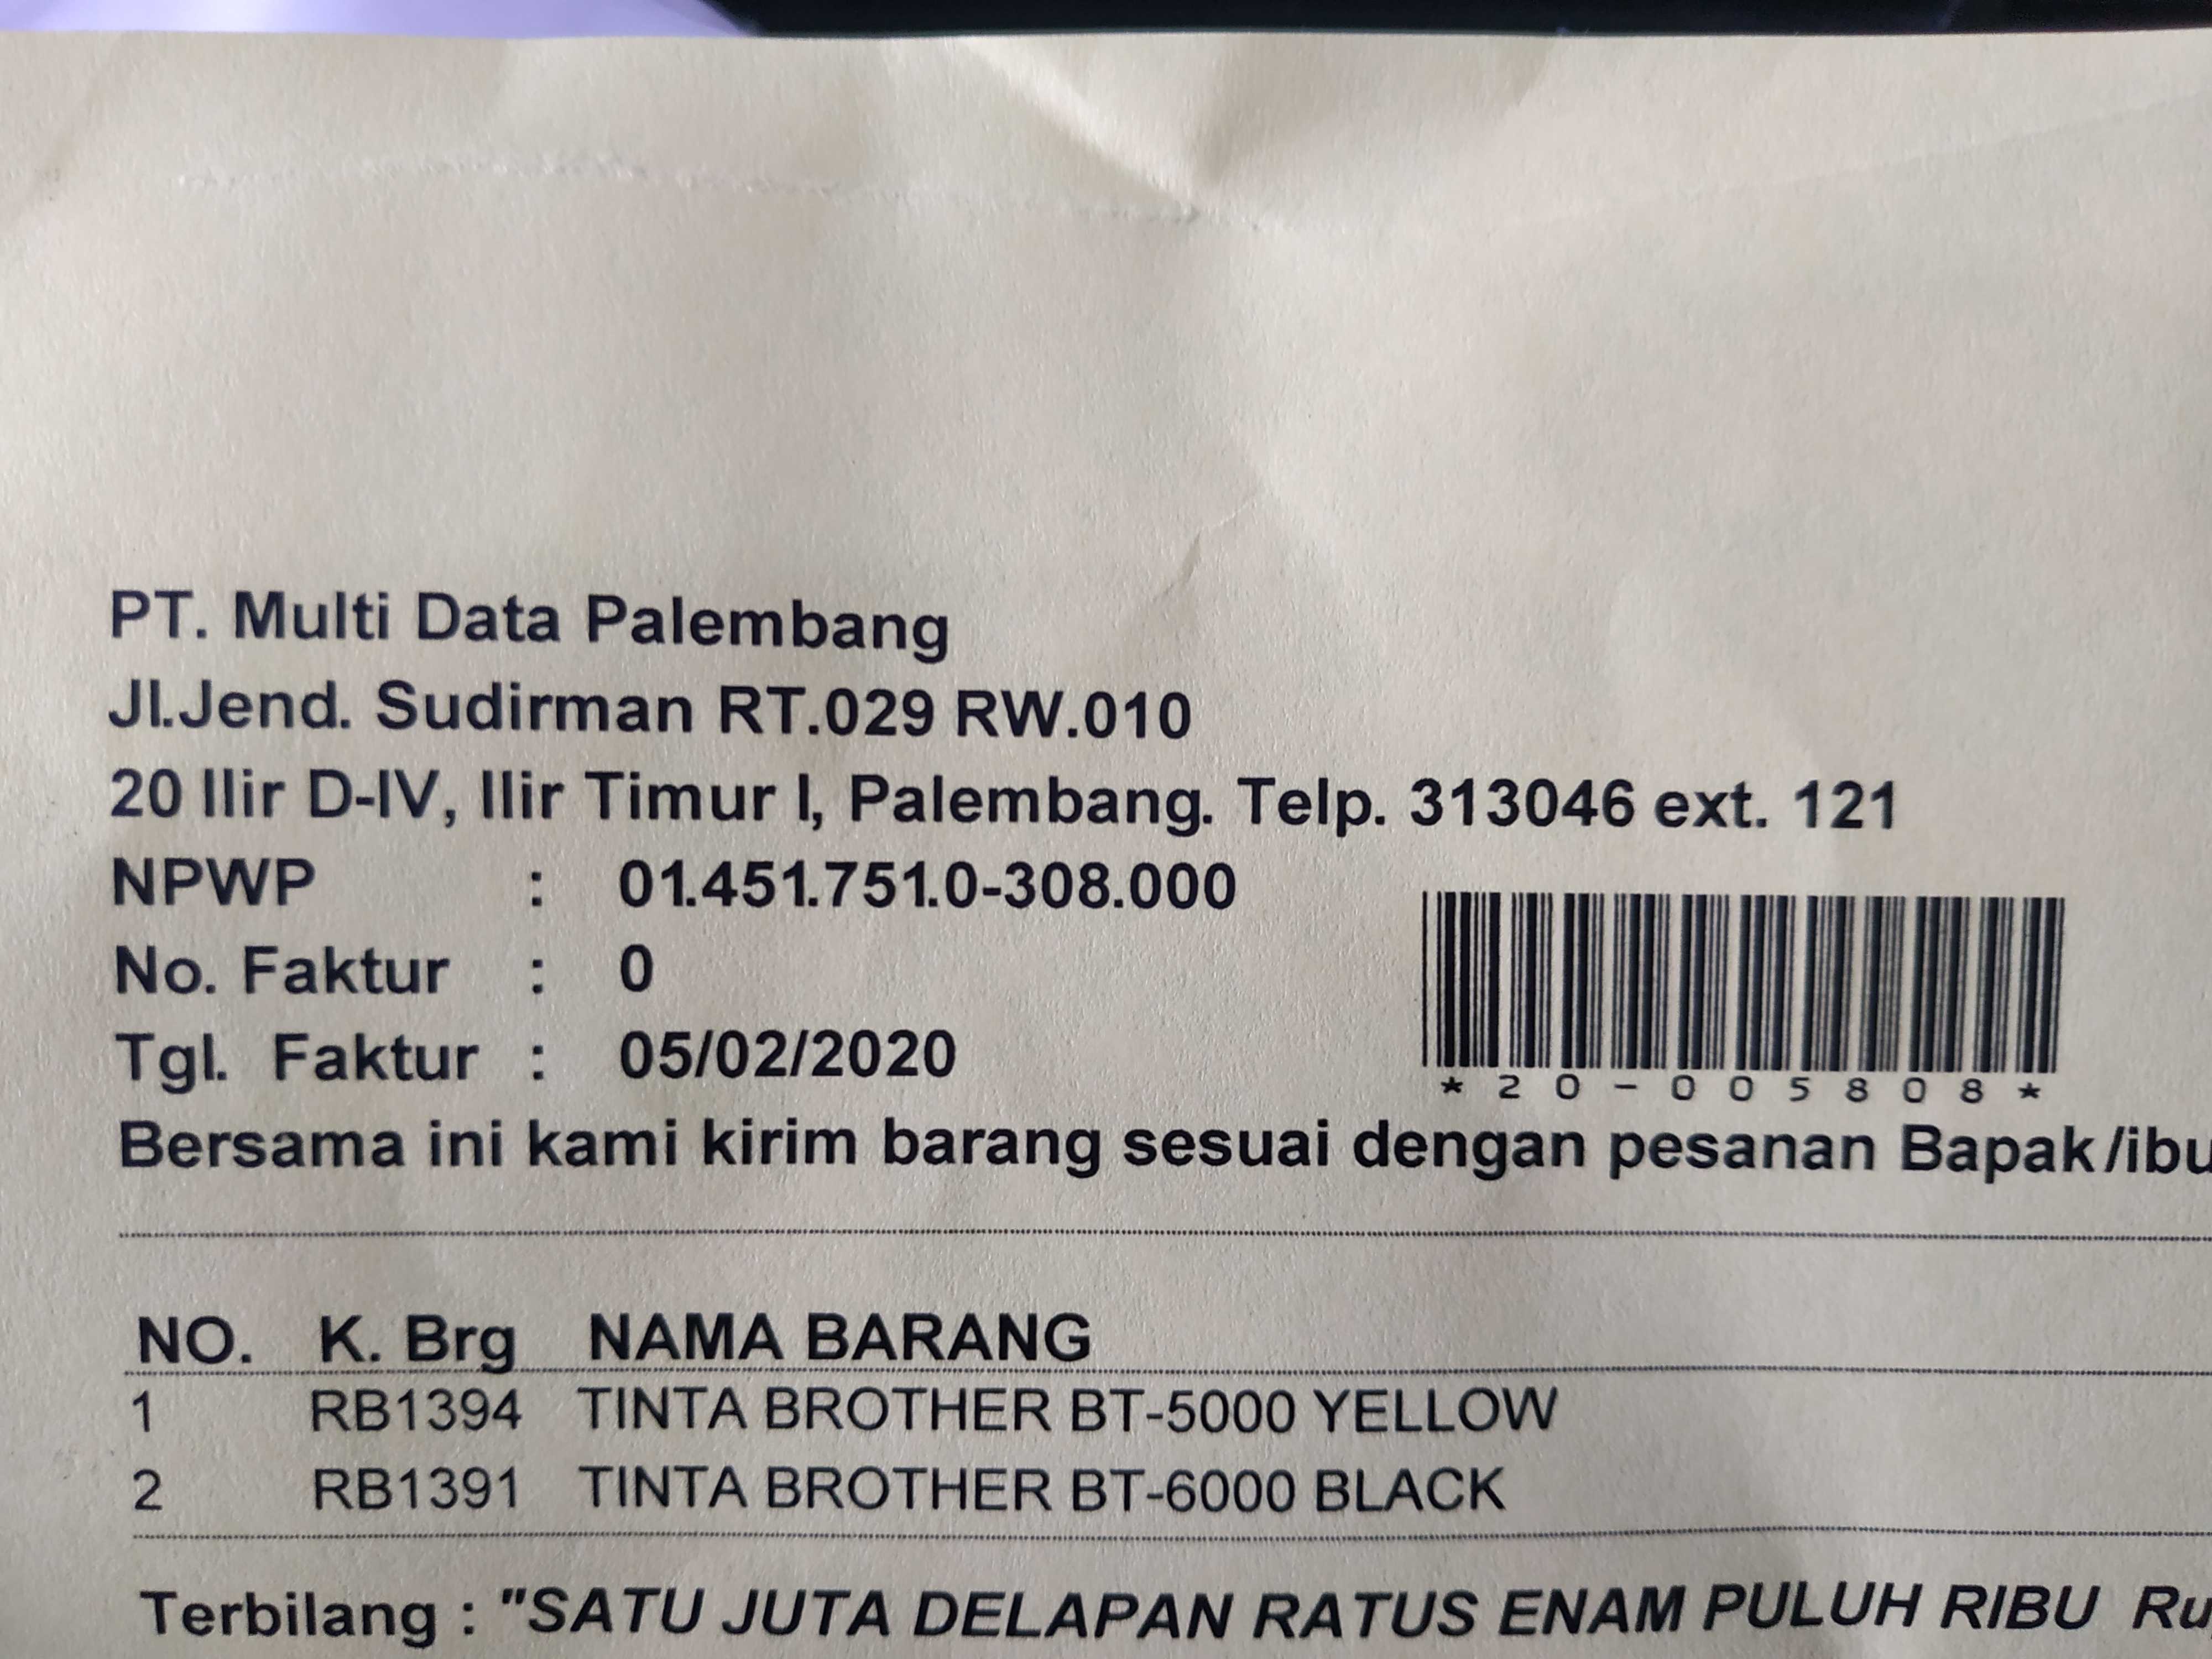 PT. Multi Data Palembang
Jl.Jend. Sudirman RT.029 RW.010
20 Ilir D-IV, Ilir Timur I, Palembang. Telp. 313046 ext. 121
NPWP : 01.451.751.0-308.000
No. Faktur : 0
Tgl. Faktur : 05/02/2020
*20-005808*
Bersama ini kami kirim barang sesuai dengan pesanan Bapak/ibu
NO. K. Brg NAMA BARANG
1 RB1394 TINTA BROTHER BT-5000 YELLOW
2 RB1391 TINTA BROTHER BT-6000 BLACK
Terbilang : "SATU JUTA DELAPAN RATUS ENAM PULUH RIBU